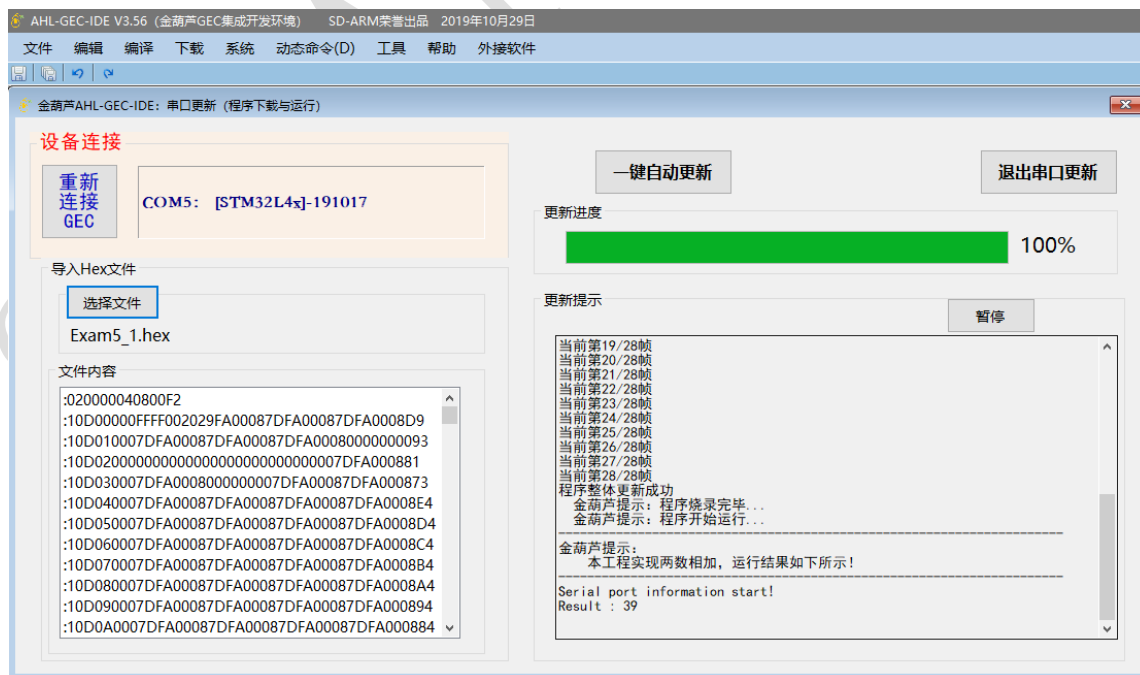 AHL-GEC-IDE V3.56（金葫芦GEC集成开发环境） SD-ARM荣誉出品 2019年10月29日
文件 编辑 编译 下载 系统 动态命令(D) 工具 帮助 外接软件
金葫芦AHL-GEC-IDE：串口更新（程序下载与运行）
设备连接
重新
连接
GEC
COM5： [STM32L4x]-191017
一键自动更新
退出串口更新
更新进度
100%
导入Hex文件
选择文件
Exam5_1.hex
文件内容
:020000040800F2
:10D00000FFFF002029FA00087DFA00087DFA0008D9
:10D010007DFA00087DFA00087DFA00080000000093
:10D02000000000000000000000000007DFA000881
:10D030007DFA0008000000007DFA00087DFA000873
:10D040007DFA00087DFA00087DFA00087DFA0008E4
:10D050007DFA00087DFA00087DFA00087DFA0008D4
:10D060007DFA00087DFA00087DFA00087DFA0008C4
:10D070007DFA00087DFA00087DFA00087DFA0008B4
:10D080007DFA00087DFA00087DFA00087DFA0008A4
:10D090007DFA00087DFA00087DFA00087DFA000894
:10D0A0007DFA00087DFA00087DFA00087DFA000884
更新提示
暂停
当前第19/28帧
当前第20/28帧
当前第21/28帧
当前第22/28帧
当前第23/28帧
当前第24/28帧
当前第25/28帧
当前第26/28帧
当前第27/28帧
当前第28/28帧
程序整体更新成功
金葫芦提示：程序烧录完毕...
金葫芦提示：程序开始运行...
金葫芦提示：
本工程实现两数相加，运行结果如下所示！
Serial port information start!
Result : 39